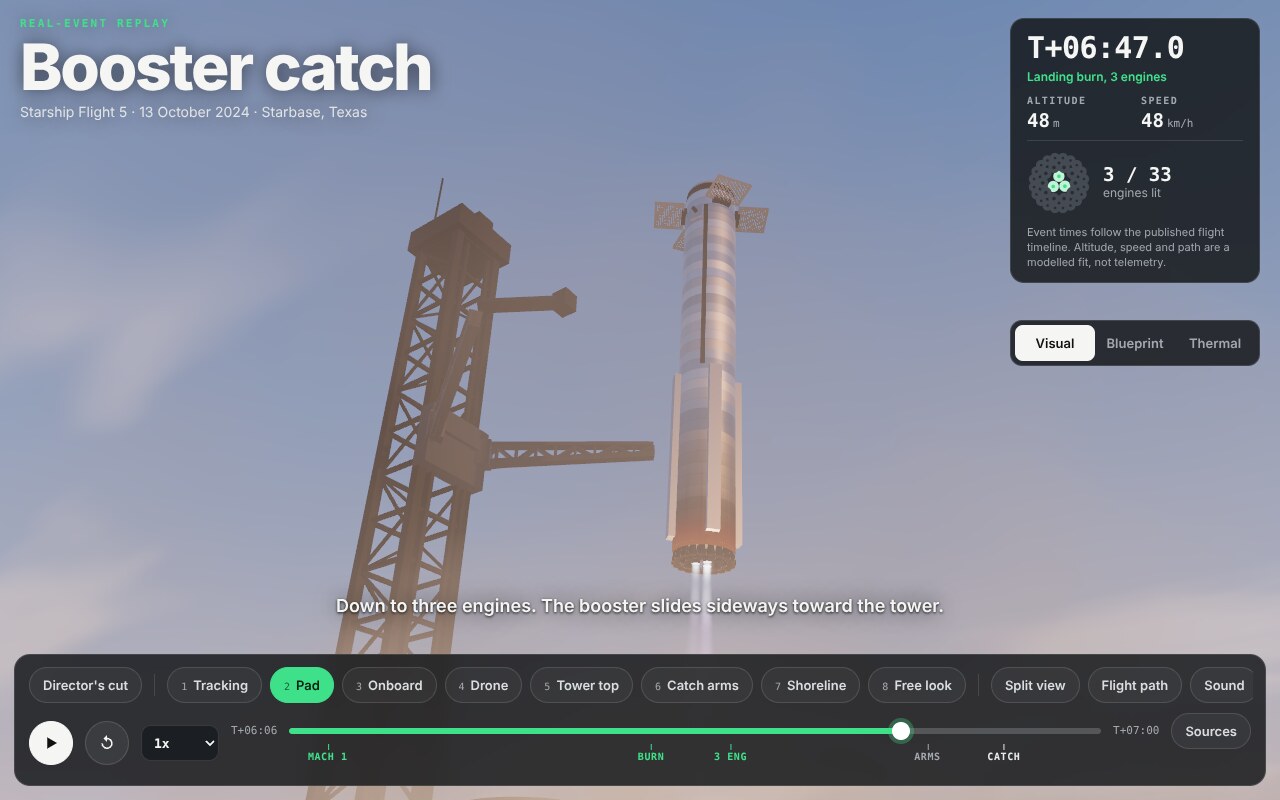 REAL-EVENT REPLAY
Booster catch
Starship Flight 5 · 13 October 2024 · Starbase, Texas
T+06:47.0
Landing burn, 3 engines
ALTITUDE SPEED
48 m 48 km/h
3 / 33
engines lit
Event times follow the published flight
timeline. Altitude, speed and path are a
modelled fit, not telemetry.
Visual Blueprint Thermal
Down to three engines. The booster slides sideways toward the tower.
Director's cut 1 Tracking 2 Pad 3 Onboard 4 Drone 5 Tower top 6 Catch arms 7 Shoreline 8 Free look Split view Flight path Sound
1x T+06:06 T+07:00 Sources
MACH 1 BURN 3 ENG ARMS CATCH